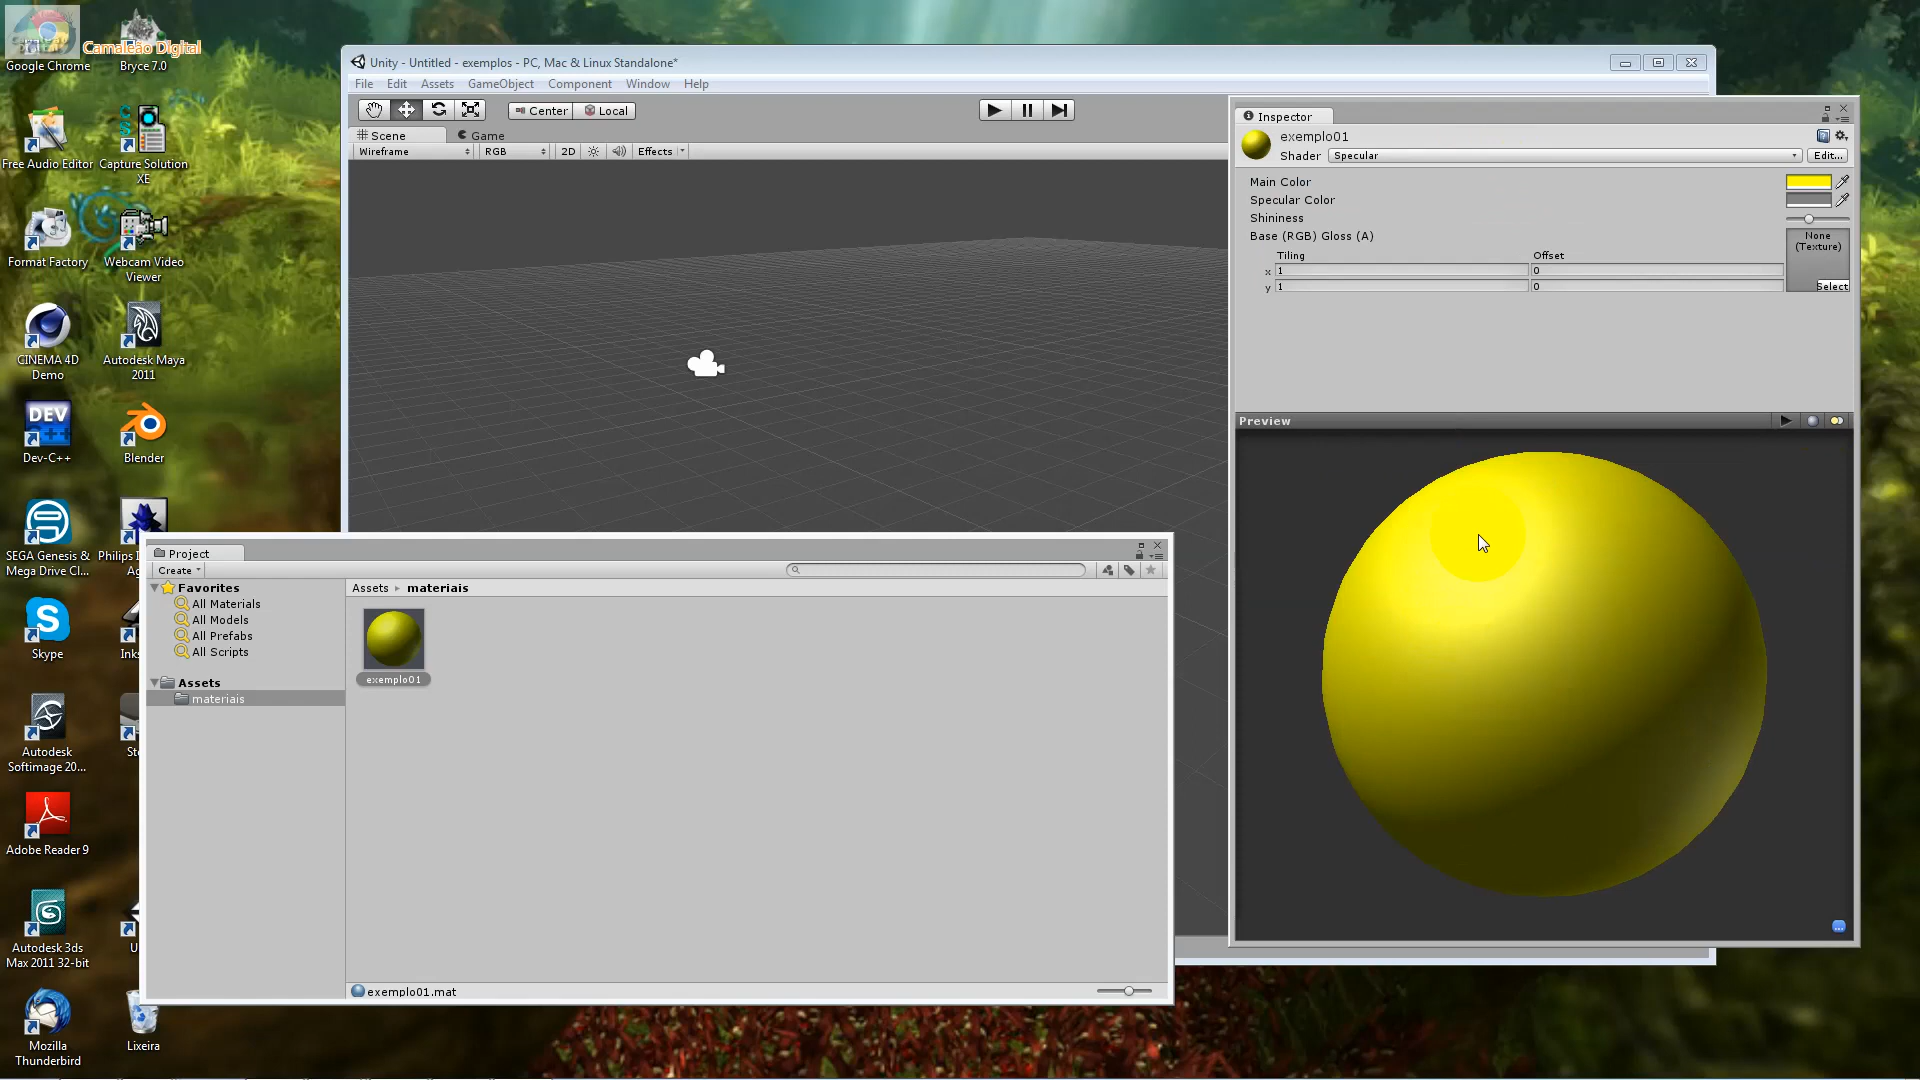 Camaleão Digital
Google Chrome
Bryce 7.0
Free Audio Editor
Capture Solution
XE
Format Factory
Webcam Video
Viewer
CINEMA 4D
Demo
Autodesk Maya
2011
DEV
C++
Dev-C++
Blender
SEGA Genesis &
Mega Drive Cl...
Philips
Skype
Inks
Autodesk
Softimage 20...
Adobe Reader 9
Autodesk 3ds
Max 2011 32-bit
Mozilla
Thunderbird
Lixeira
Unity - Untitled - exemplos - PC, Mac & Linux Standalone*
File Edit Assets GameObject Component Window Help
Center Local
Scene Game
Wireframe RGB 2D Effects
Inspector
exemplo01
Shader Specular Edit...
Main Color
Specular Color
Shininess
Base (RGB) Gloss (A)
None
(Texture)
Tiling Offset
x 1 0
y 1 0
Select
Preview
Project
Create
Favorites
All Materials
All Models
All Prefabs
All Scripts
Assets
materiais
Assets materiais
exemplo01
exemplo01.mat